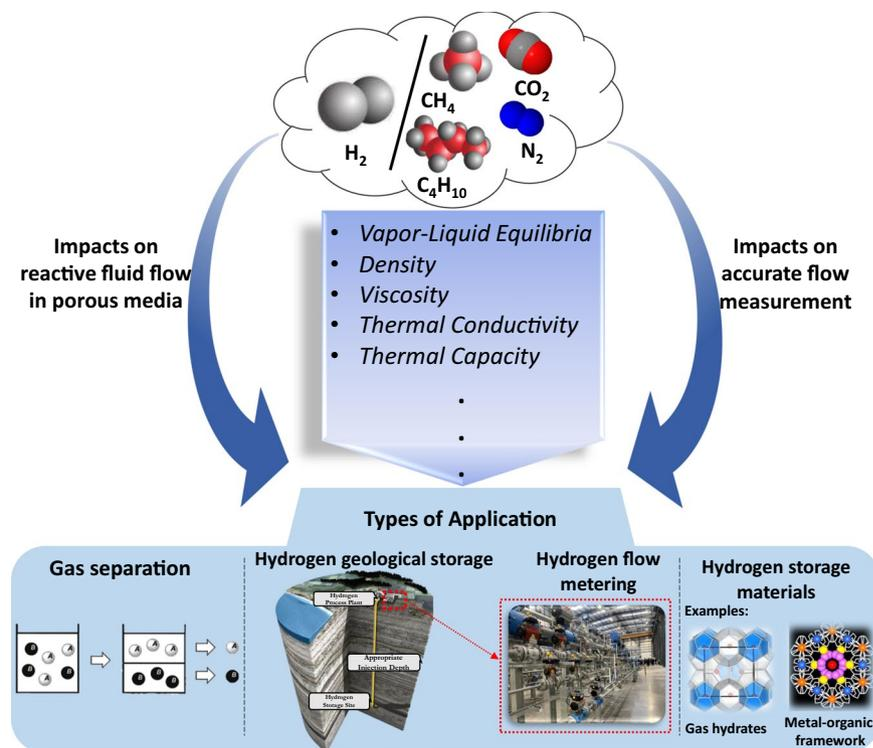 H2
CH4
CO2
C4H10
N2
Impacts on
reactive fluid flow
in porous media
• Vapor-Liquid Equilibria
• Density
• Viscosity
• Thermal Conductivity
• Thermal Capacity
.
.
.
Impacts on
accurate flow
measurement
Types of Application
Gas separation
B A
A
B B
A
A A A
B B B
A
B
Hydrogen geological storage
Hydrogen
Process Plant
Appropriate
Injection Depth
Hydrogen
Storage Site
Hydrogen flow
metering
Hydrogen storage
materials
Examples:
Gas hydrates
Metal-organic
framework